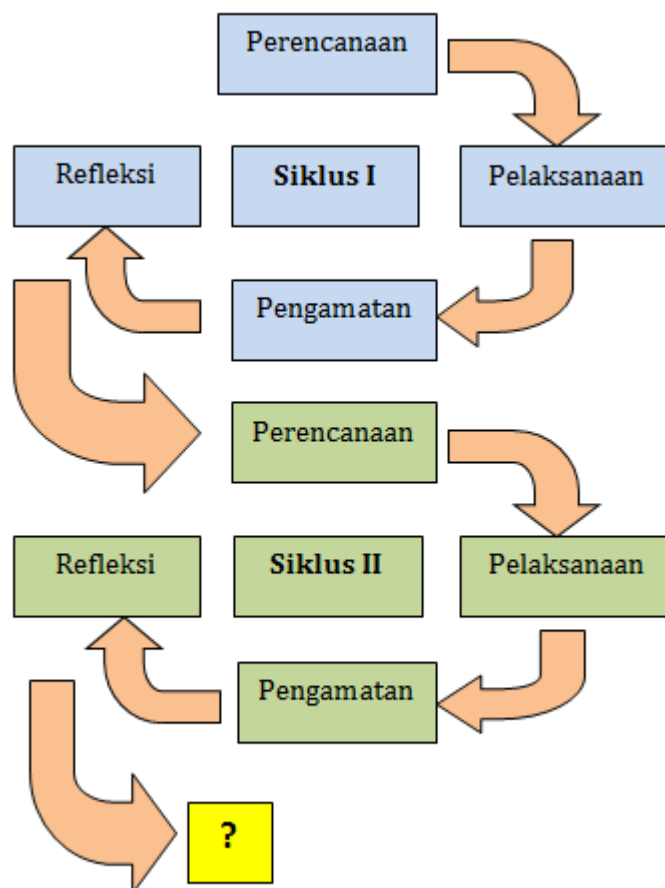 Perencanaan
Refleksi
Siklus I
Pelaksanaan
Pengamatan
Perencanaan
Refleksi
Siklus II
Pelaksanaan
Pengamatan
?